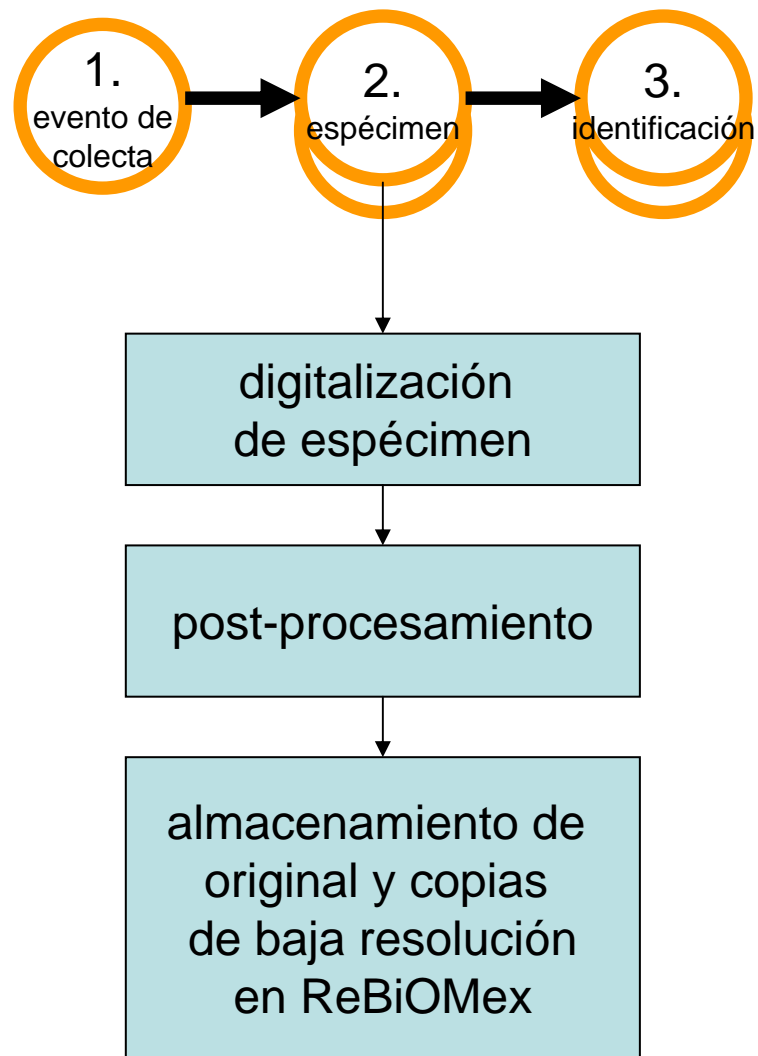 1.
evento de
colecta
2.
espécimen
3.
identificación
digitalización
de espécimen
post-procesamiento
almacenamiento de
original y copias
de baja resolución
en ReBiOMex